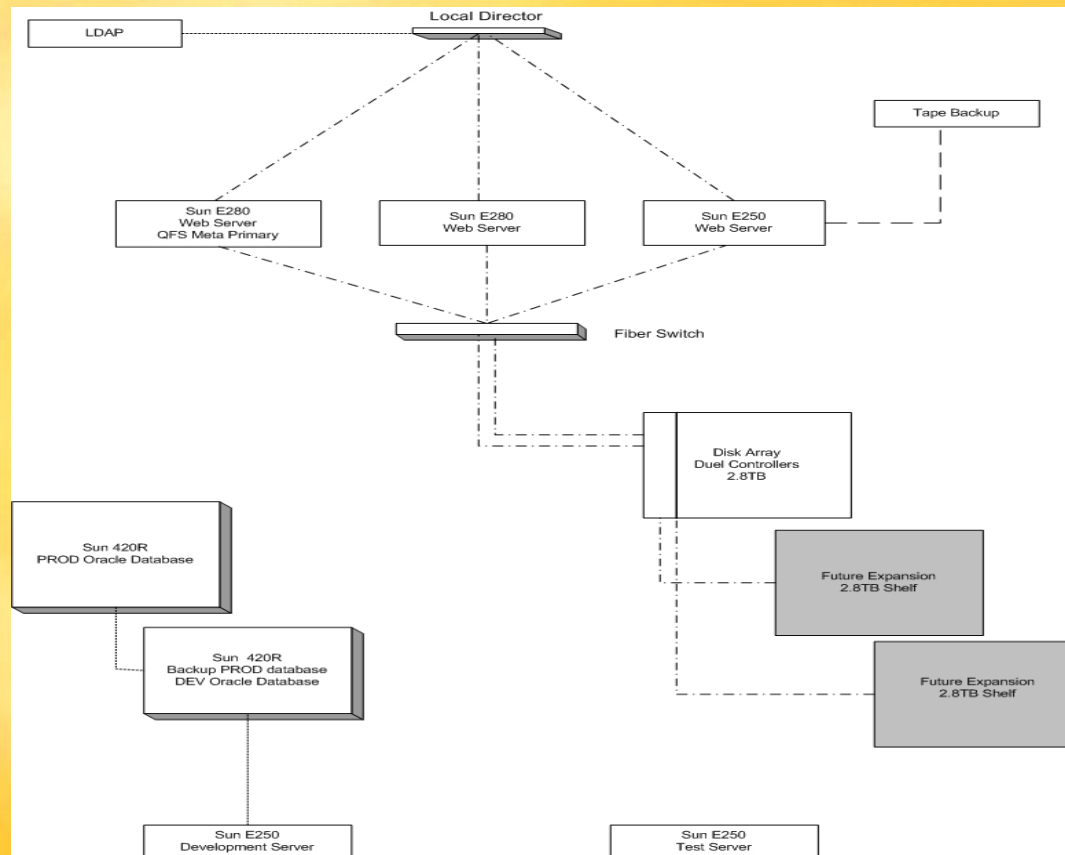 Local Director
LDAP
Tape Backup
Sun E280
Web Server
QFS Meta Primary
Sun E280
Web Server
Sun E250
Web Server
Fiber Switch
Disk Array
Duel Controllers
2.8TB
Sun 420R
PROD Oracle Database
Future Expansion
2.8TB Shelf
Sun 420R
Backup PROD database
DEV Oracle Database
Future Expansion
2.8TB Shelf
Sun E250
Development Server
Sun E250
Test Server